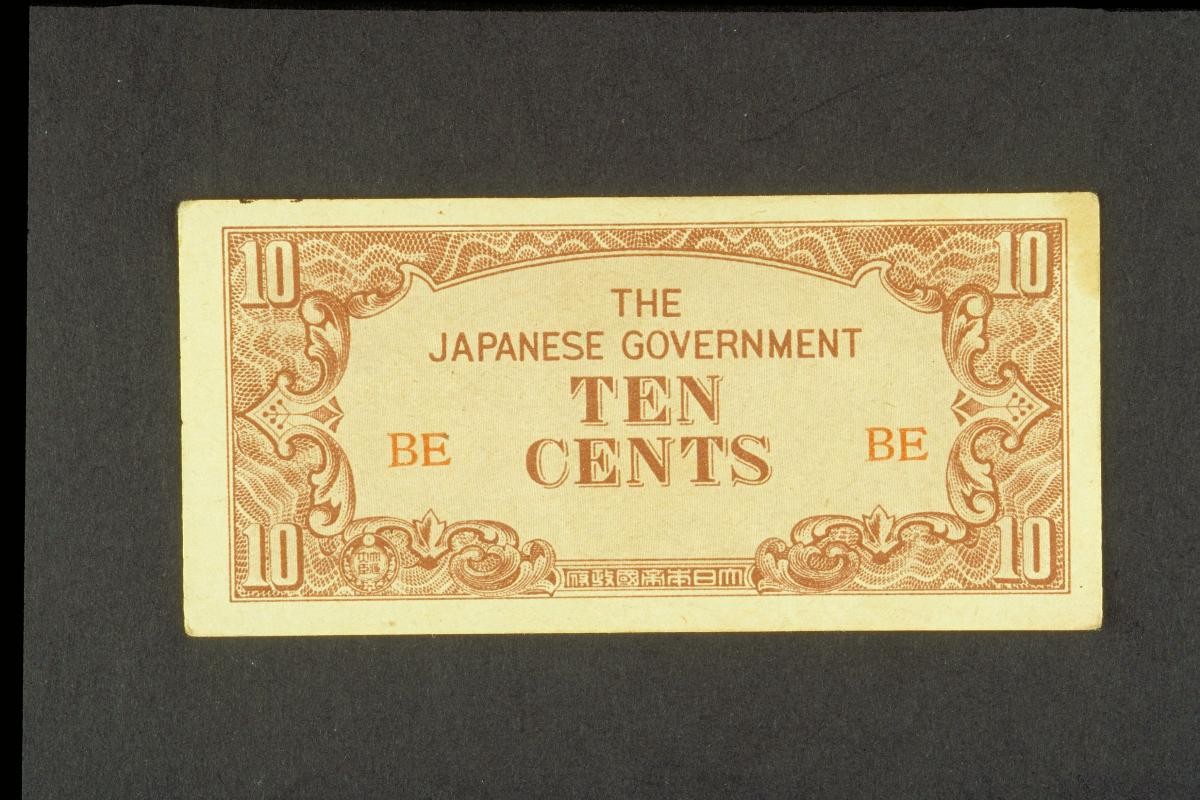 10 10
THE
JAPANESE GOVERNMENT
TEN
BE CENTS BE
10 10
府政國帝本日大